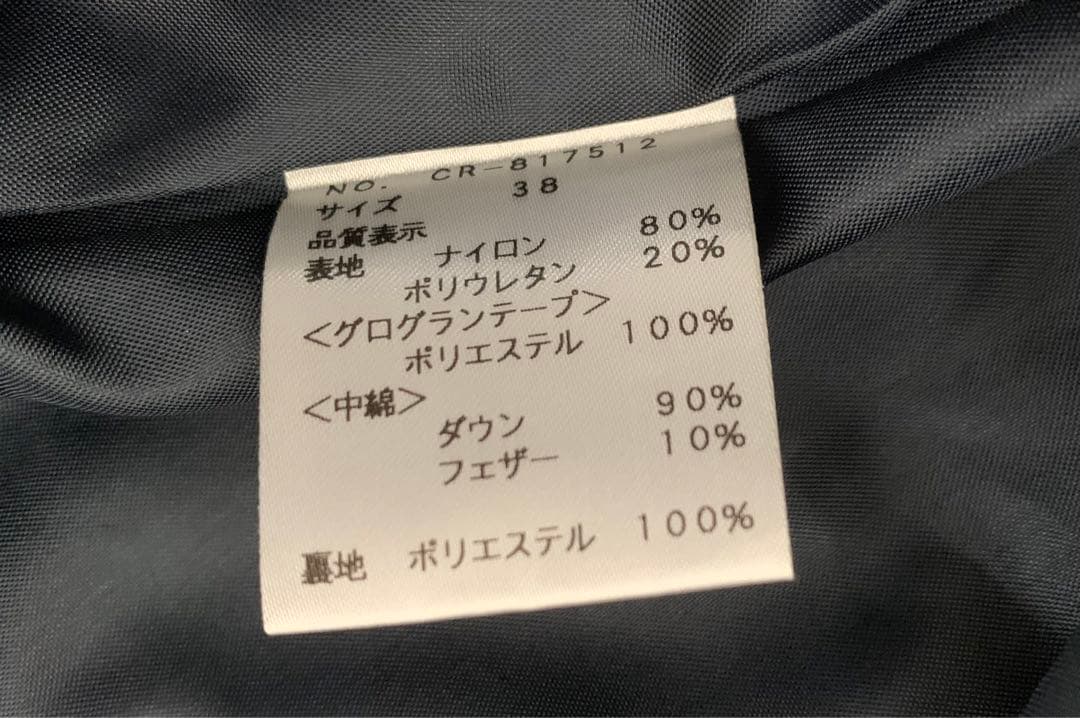 NO. CR-817512
サイズ 38
品質表示
表地 ナイロン 80%
ポリウレタン 20%
<グログランテープ>
ポリエステル 100%
<中綿>
ダウン 90%
フェザー 10%
裏地 ポリエステル 100%